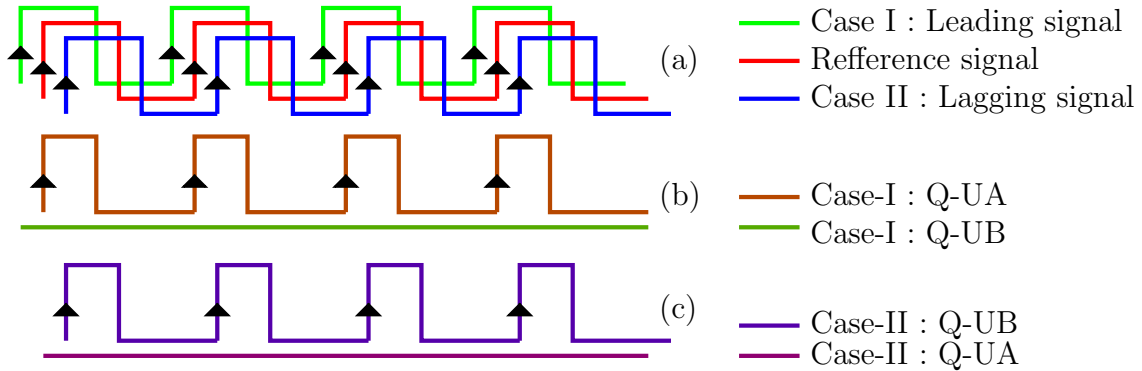 Case I : Leading signal
(a) Refference signal
Case II : Lagging signal
(b) Case-I : Q-UA
Case-I : Q-UB
(c) Case-II : Q-UB
Case-II : Q-UA